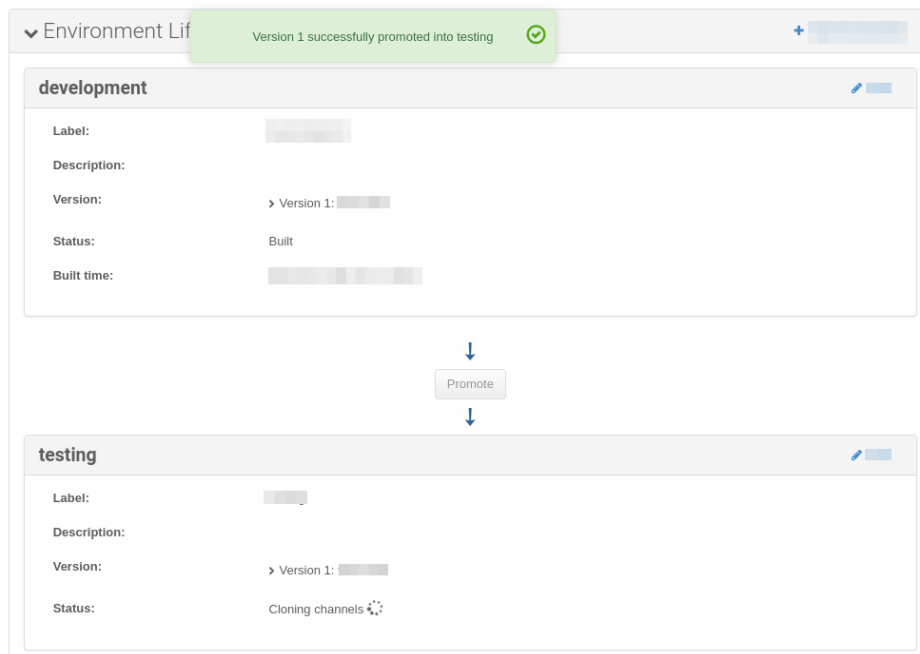 Environment Lif
Version 1 successfully promoted into testing
development
Label:
Description:
Version:
Version 1:
Status:
Built
Built time:
Promote
testing
Label:
Description:
Version:
Version 1:
Status:
Cloning channels